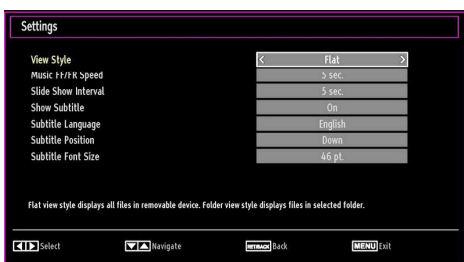 Settings
View Style < Flat >
Music FF/FR Speed 5 sec.
Slide Show Interval 5 sec.
Show Subtitle On
Subtitle Language English
Subtitle Position Down
Subtitle Font Size 46 pt.
Flat view style displays all files in removable device. Folder view style displays files in selected folder.
Select Navigate Back MENU Exit